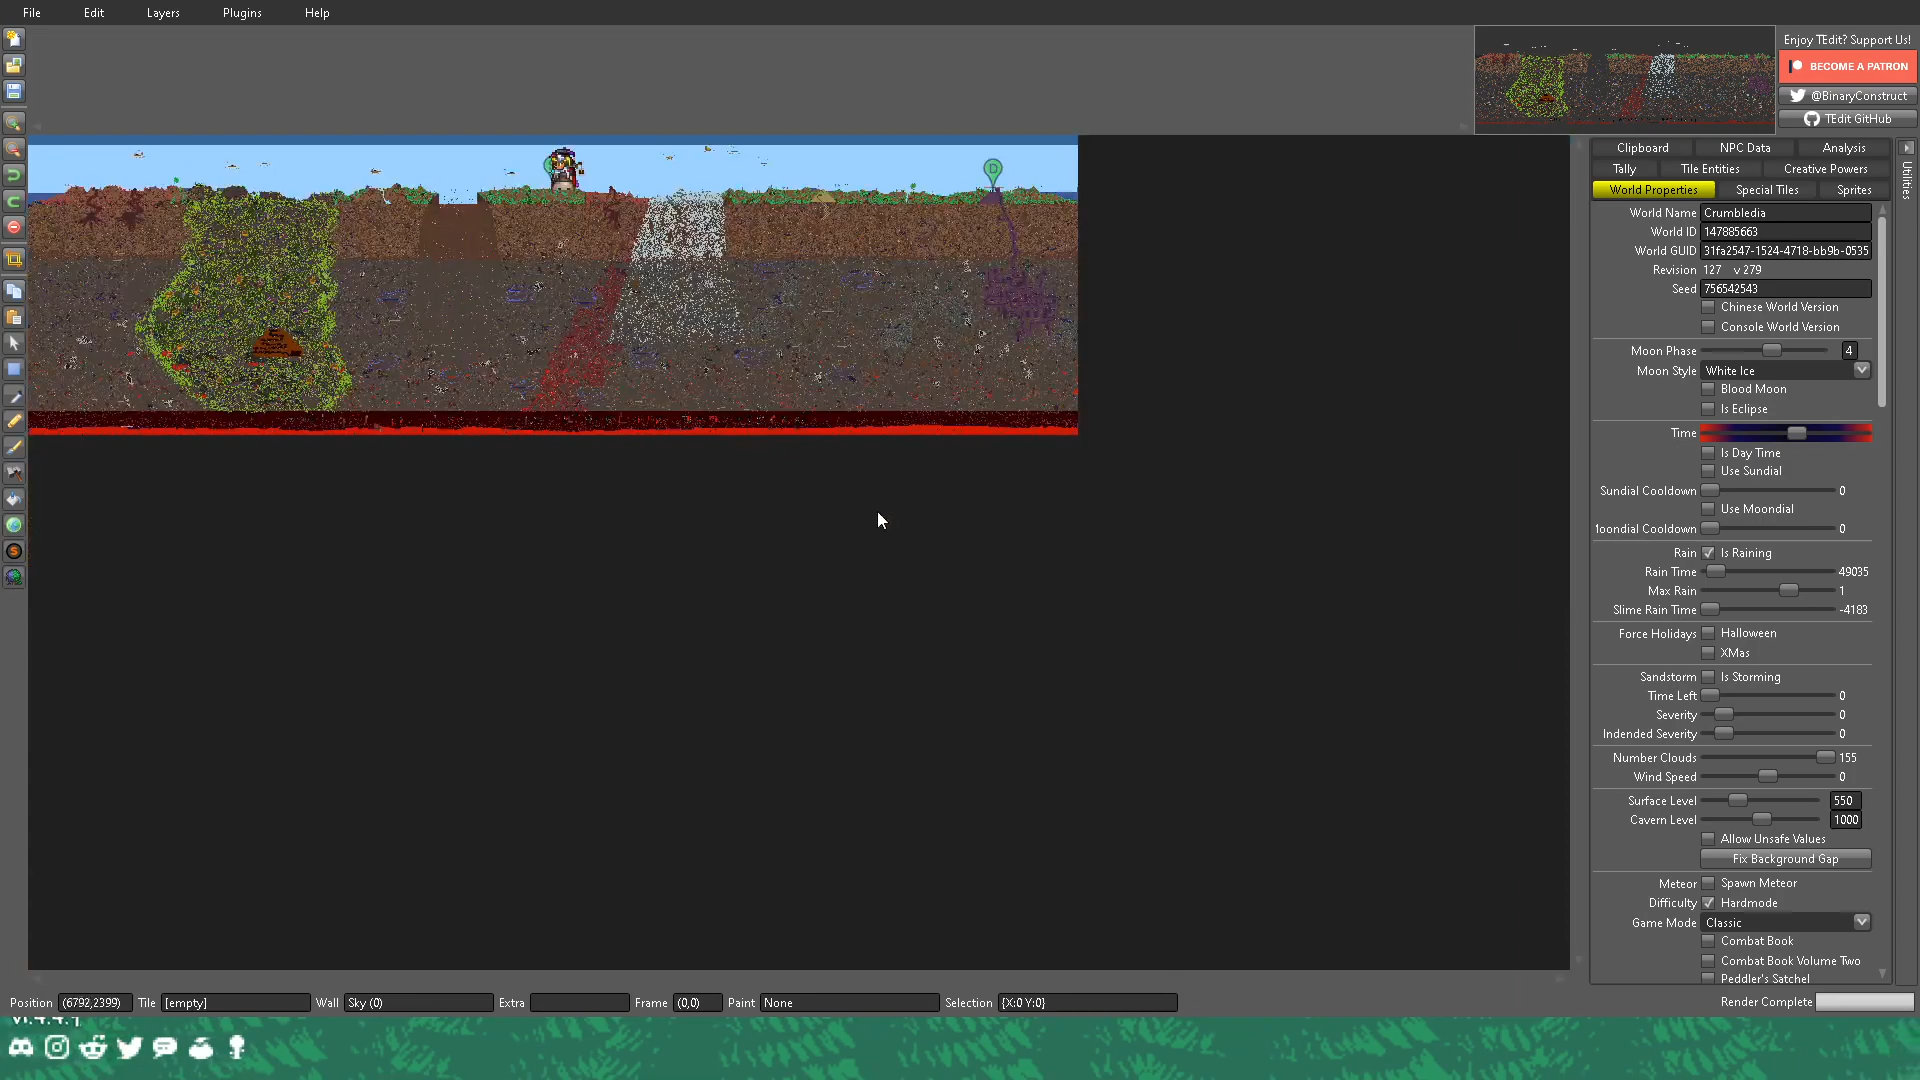 File Edit Layers Plugins Help
Enjoy TEdit? Support Us!
BECOME A PATRON
@BinaryConstruct
TEdit GitHub
Clipboard NPC Data Analysis
Tally Tile Entities Creative Powers
World Properties Special Tiles Sprites
Utilities
D
World Name Crumbledia
World ID 147885663
World GUID 31fa2547-1524-4718-bb9b-0535
Revision 127 v 279
Seed 756542543
Chinese World Version
Console World Version
Moon Phase 4
Moon Style White Ice
Blood Moon
Is Eclipse
Time
Is Day Time
Use Sundial
Sundial Cooldown 0
Use Moondial
oondial Cooldown 0
Rain Is Raining
Rain Time 49035
Max Rain 1
Slime Rain Time -4183
Force Holidays Halloween
XMas
Sandstorm Is Storming
Time Left 0
Severity 0
Indended Severity 0
Number Clouds 155
Wind Speed 0
Surface Level 550
Cavern Level 1000
Allow Unsafe Values
Fix Background Gap
Meteor Spawn Meteor
Difficulty Hardmode
Game Mode Classic
Combat Book
Combat Book Volume Two
Peddler's Satchel
Position (6792,2399) Tile [empty] Wall Sky (0) Extra Frame (0,0) Paint None Selection {X:0 Y:0} Render Complete
v1.4.4.4